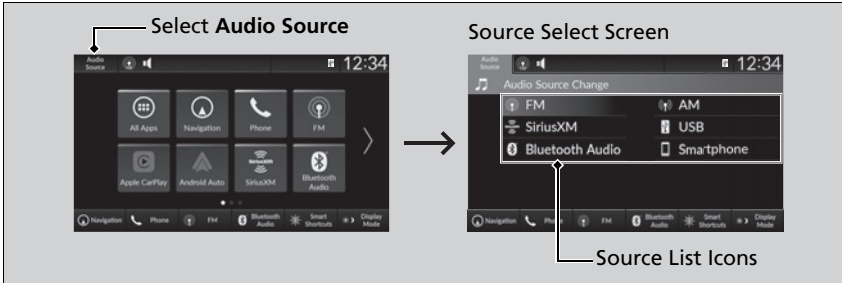 Select Audio Source
Audio
Source
12:34
All Apps
Navigation
Phone
FM
Apple CarPlay
Android Auto
SiriusXM
SiriusXM
Bluetooth
Audio
Navigation
Phone
FM
Bluetooth
Audio
Smart
Shortcuts
Display
Mode
Source Select Screen
Audio
Source
12:34
Audio Source Change
FM
AM
SiriusXM
USB
Bluetooth Audio
Smartphone
Navigation
Phone
FM
Bluetooth
Audio
Smart
Shortcuts
Display
Mode
Source List Icons